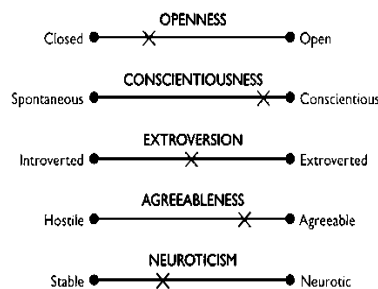 OPENNESS
Closed Open
CONSCIENTIOUSNESS
Spontaneous Conscientious
EXTROVERSION
Introverted Extroverted
AGREEABLENESS
Hostile Agreeable
NEUROTICISM
Stable Neurotic